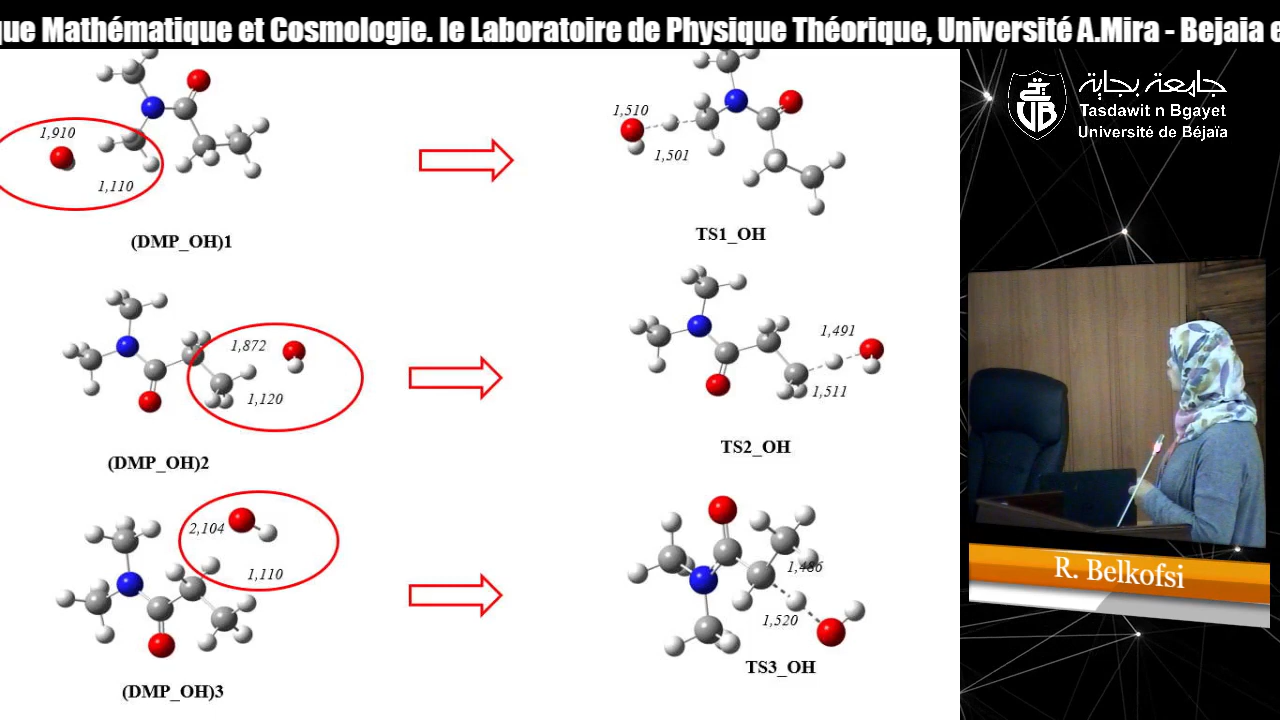 que Mathématique et Cosmologie. le Laboratoire de Physique Théorique, Université A.Mira - Bejaia e
1,910
1,110
(DMP_OH)1
1,510
1,501
TS1_OH
1,872
1,120
(DMP_OH)2
1,491
1,511
TS2_OH
2,104
1,110
(DMP_OH)3
1,486
1,520
TS3_OH
جامعة بجاية
Tasdawit n Bgayet
Université de Béjaïa
R. Belkofsi